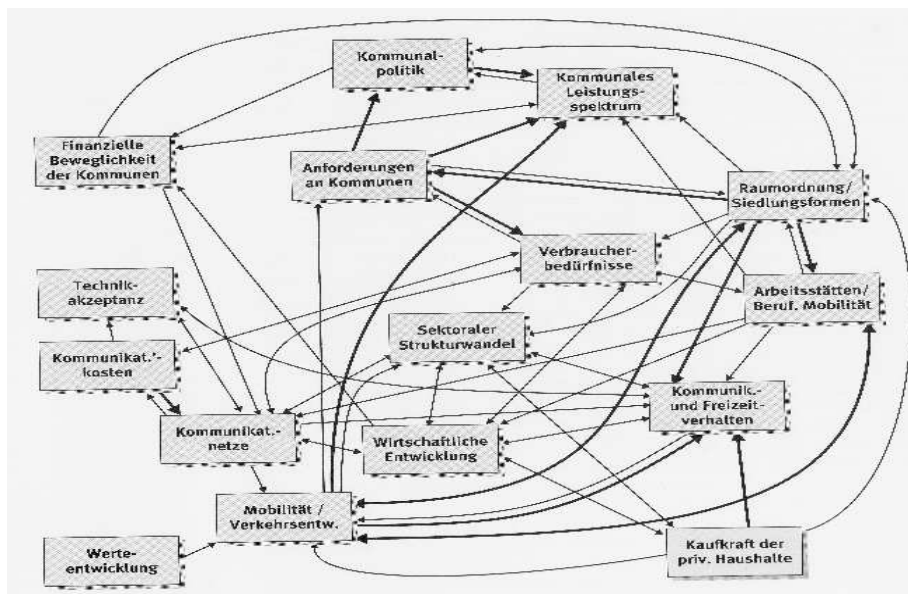 Kommunal-
politik
Kommunales
Leistungs-
spektrum
Finanzielle
Beweglichkeit
der Kommunen
Anforderungen
an Kommunen
Raumordnung/
Siedlungsformen
Verbraucher-
bedürfnisse
Technik-
akzeptanz
Arbeitsstätten/
Beruf. Mobilität
Sektoraler
Strukturwandel
Kommunikat.'-
kosten
Kommunik.-
und Freizeit-
verhalten
Kommunikat.-
netze
Wirtschaftliche
Entwicklung
Mobilität /
Verkehrsentw.
Werte-
entwicklung
Kaufkraft der
priv. Haushalte